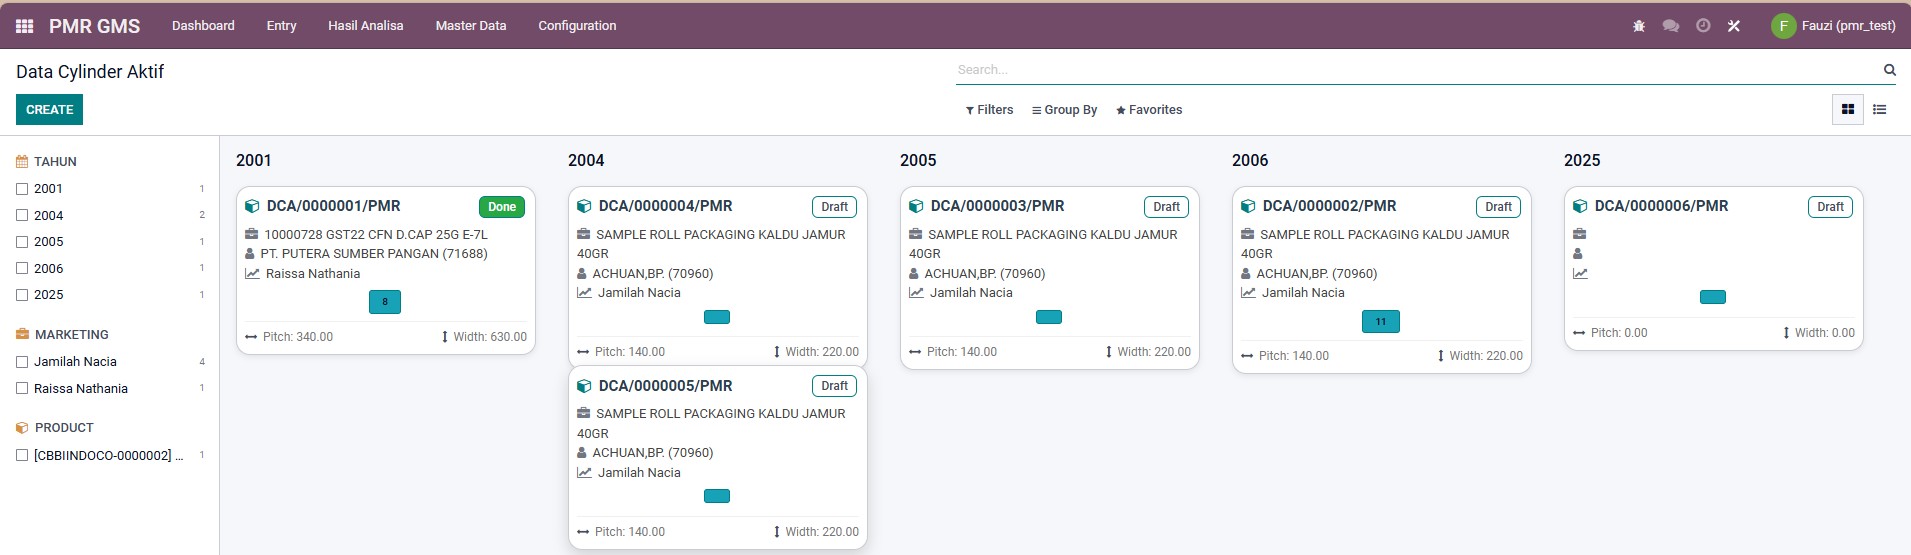 PMR GMS Dashboard Entry Hasil Analisa Master Data Configuration F Fauzi (pmr_test)
Data Cylinder Aktif
Search...
CREATE
Filters Group By Favorites
TAHUN
2001 1
2004 2
2005 1
2006 1
2025 1
MARKETING
Jamilah Nacia 4
Raissa Nathania 1
PRODUCT
[CBBIINDOCO-0000002] ... 1
2001
DCA/0000001/PMR Done
10000728 GST22 CFN D.CAP 25G E-7L
PT. PUTERA SUMBER PANGAN (71688)
Raissa Nathania
8
Pitch: 340.00 Width: 630.00
2004
DCA/0000004/PMR Draft
SAMPLE ROLL PACKAGING KALDU JAMUR
40GR
ACHUAN,BP. (70960)
Jamilah Nacia
Pitch: 140.00 Width: 220.00
DCA/0000005/PMR Draft
SAMPLE ROLL PACKAGING KALDU JAMUR
40GR
ACHUAN,BP. (70960)
Jamilah Nacia
Pitch: 140.00 Width: 220.00
2005
DCA/0000003/PMR Draft
SAMPLE ROLL PACKAGING KALDU JAMUR
40GR
ACHUAN,BP. (70960)
Jamilah Nacia
Pitch: 140.00 Width: 220.00
2006
DCA/0000002/PMR Draft
SAMPLE ROLL PACKAGING KALDU JAMUR
40GR
ACHUAN,BP. (70960)
Jamilah Nacia
11
Pitch: 140.00 Width: 220.00
2025
DCA/0000006/PMR Draft
Pitch: 0.00 Width: 0.00